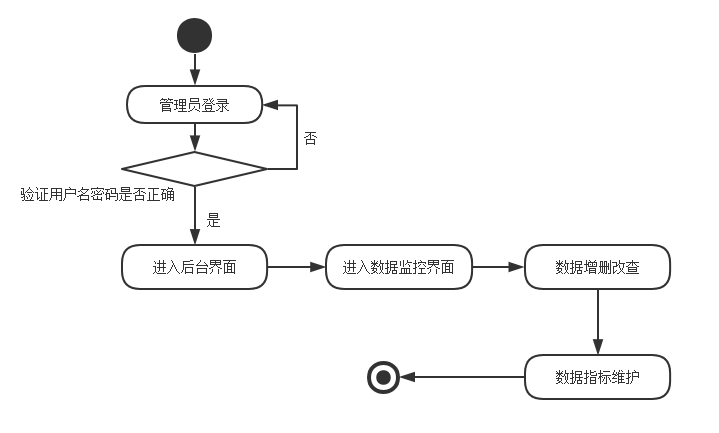 管理员登录
否
验证用户名密码是否正确
是
进入后台界面
进入数据监控界面
数据增删改查
数据指标维护